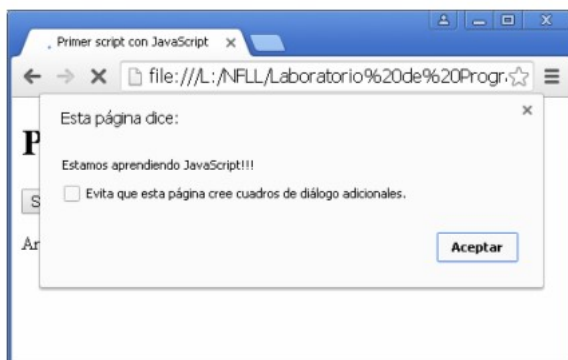 Primer script con JavaScript
file:///L:/NFLL/Laboratorio%20de%20Progr
Esta página dice:
P
Estamos aprendiendo JavaScript!!!
S
Evita que esta página cree cuadros de diálogo adicionales.
Ar
Aceptar